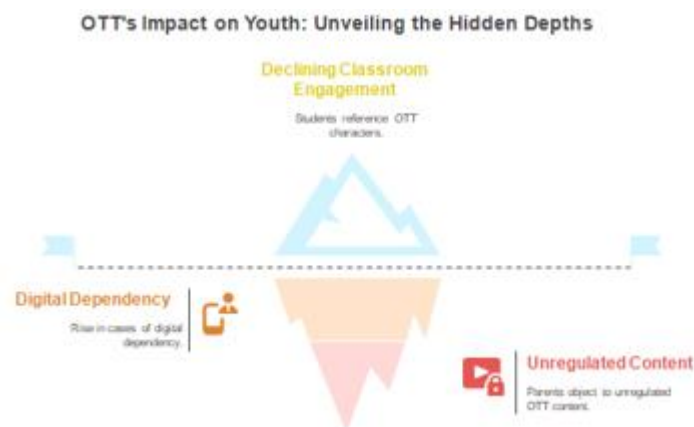 OTT's Impact on Youth: Unveiling the Hidden Depths
Declining Classroom
Engagement
Students reference OTT
characters.
Digital Dependency
Rise in cases of digital
dependency.
Unregulated Content
Parents object to unregulated
OTT content.